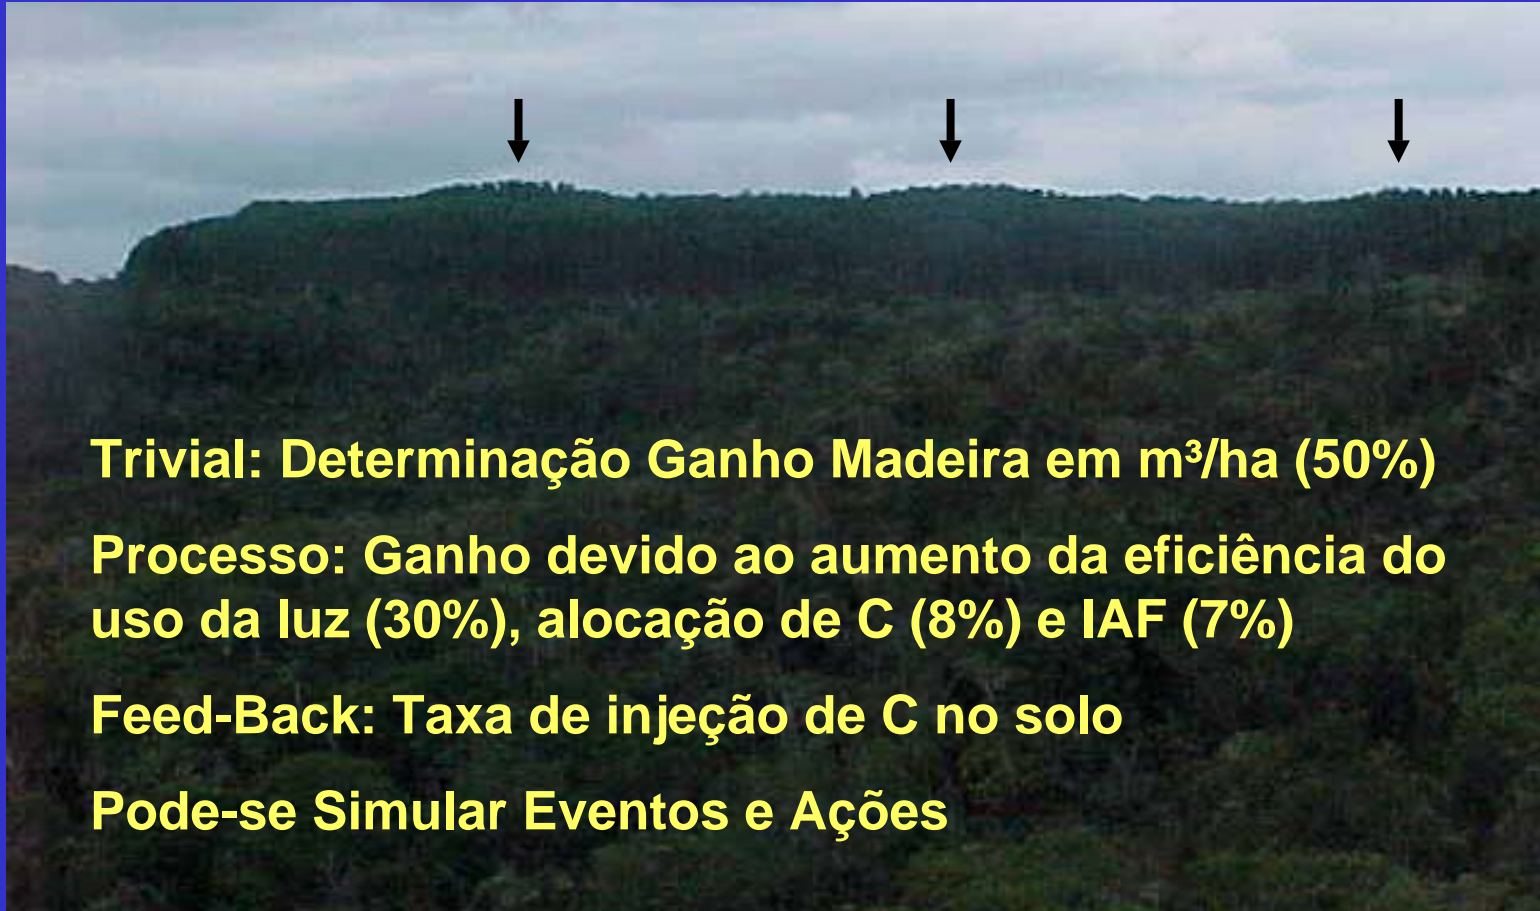 Trivial: Determinação Ganho Madeira em m³/ha (50%)
Processo: Ganho devido ao aumento da eficiência do
uso da luz (30%), alocação de C (8%) e IAF (7%)
Feed-Back: Taxa de injeção de C no solo
Pode-se Simular Eventos e Ações